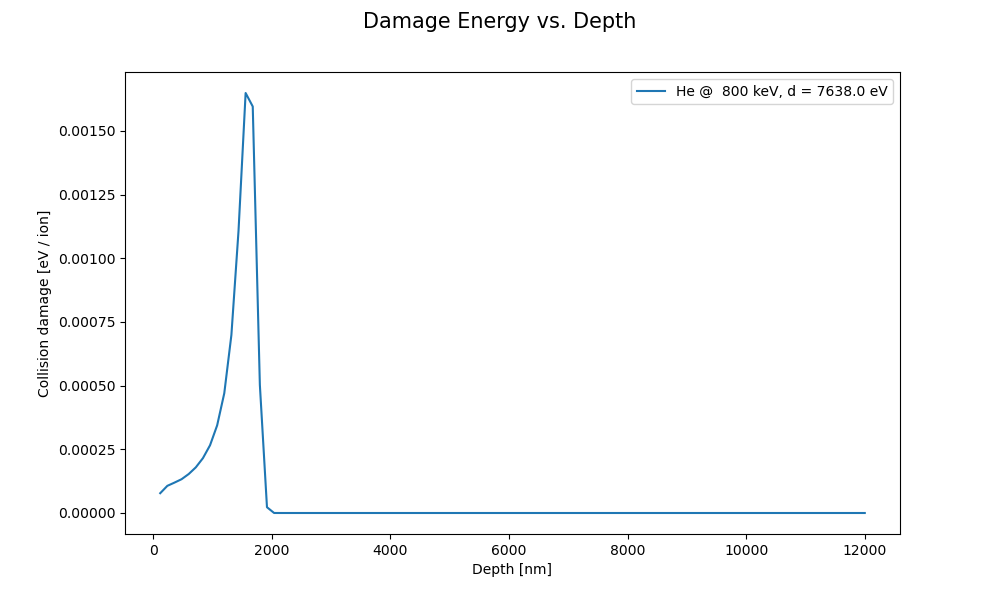 Damage Energy vs. Depth
He @  800 keV, d = 7638.0 eV
0.00150
0.00125
0.00100
0.00075
0.00050
0.00025
0.00000
Collision damage [eV / ion]
0 2000 4000 6000 8000 10000 12000
Depth [nm]